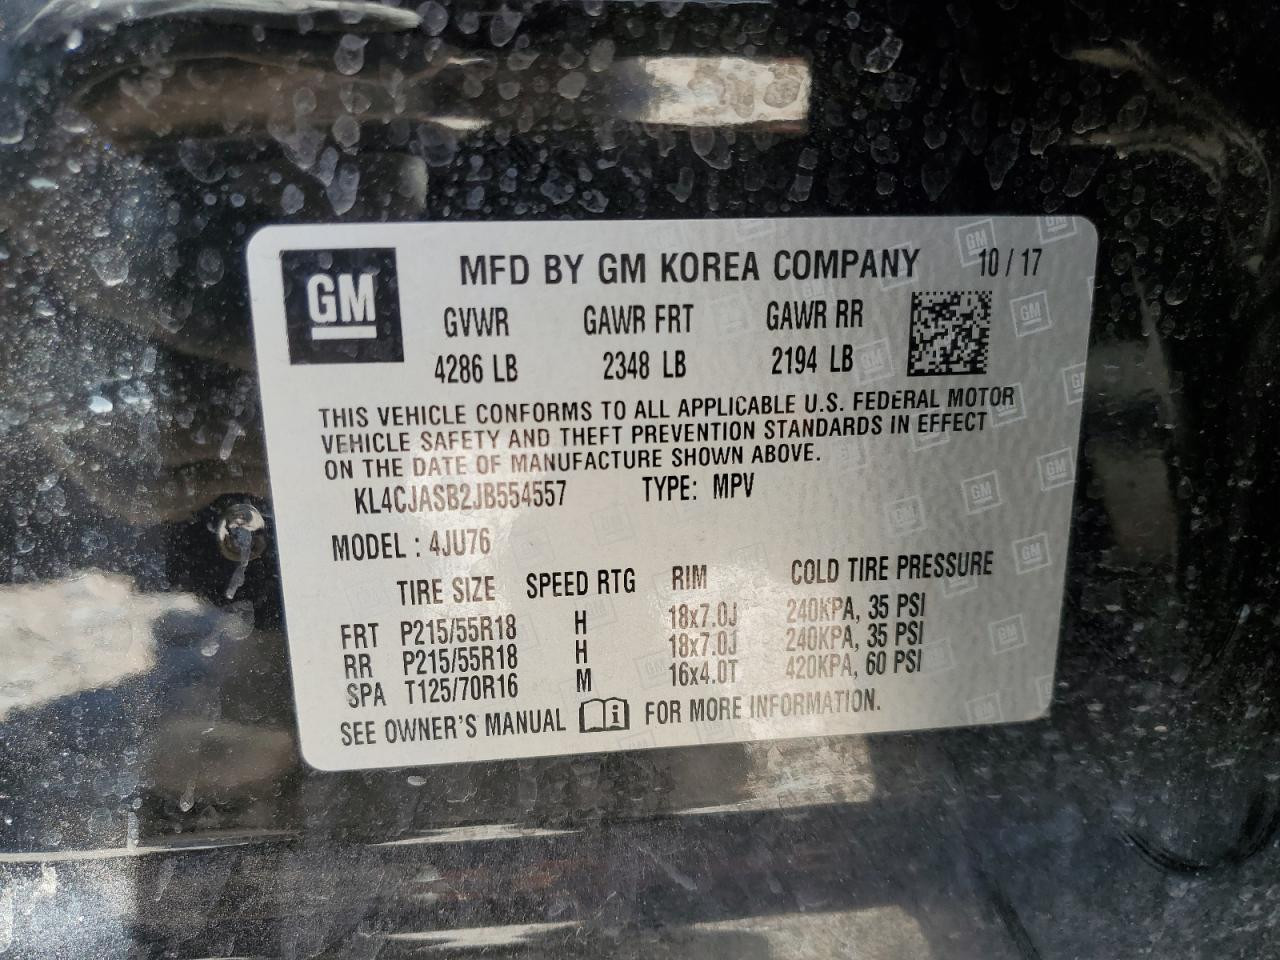 GM
MFD BY GM KOREA COMPANY 10 / 17
GVWR GAWR FRT GAWR RR
4286 LB 2348 LB 2194 LB
THIS VEHICLE CONFORMS TO ALL APPLICABLE U.S. FEDERAL MOTOR
VEHICLE SAFETY AND THEFT PREVENTION STANDARDS IN EFFECT
ON THE DATE OF MANUFACTURE SHOWN ABOVE.
KL4CJASB2JB554557 TYPE: MPV
MODEL : 4JU76
TIRE SIZE SPEED RTG RIM COLD TIRE PRESSURE
FRT P215/55R18 H 18x7.0J 240KPA, 35 PSI
RR P215/55R18 H 18x7.0J 240KPA, 35 PSI
SPA T125/70R16 M 16x4.0T 420KPA, 60 PSI
SEE OWNER'S MANUAL i FOR MORE INFORMATION.